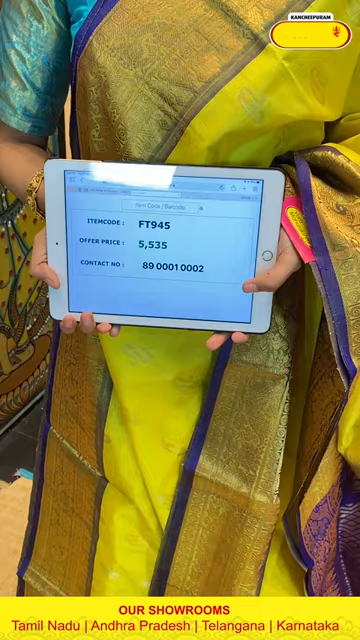 KANCHEEPURAM
Item Code / Barcode
ITEMCODE : FT945
OFFER PRICE : 5,535
CONTACT NO : 89 0001 0002
OUR SHOWROOMS
Tamil Nadu | Andhra Pradesh | Telangana | Karnataka